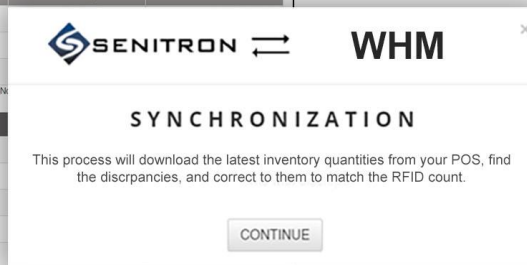 SENITRON WHM
No
SYNCHRONIZATION
This process will download the latest inventory quantities from your POS, find
the discrpancies, and correct to them to match the RFID count.
CONTINUE